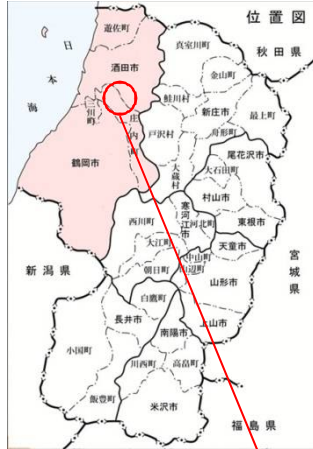 位置図
日本海
秋田県
宮城県
新潟県
福島県
遊佐町
酒田市
三川町
庄内町
鶴岡市
真室川町
金山町
鮭川村
新庄市
最上町
戸沢村
舟形町
大蔵村
尾花沢市
大石田町
村山市
寒河江市
河北町
東根市
西川町
天童市
大江町
中山町
朝日町
山辺町
山形市
白鷹町
上山市
長井市
南陽市
小国町
川西町
高畠町
飯豊町
米沢市